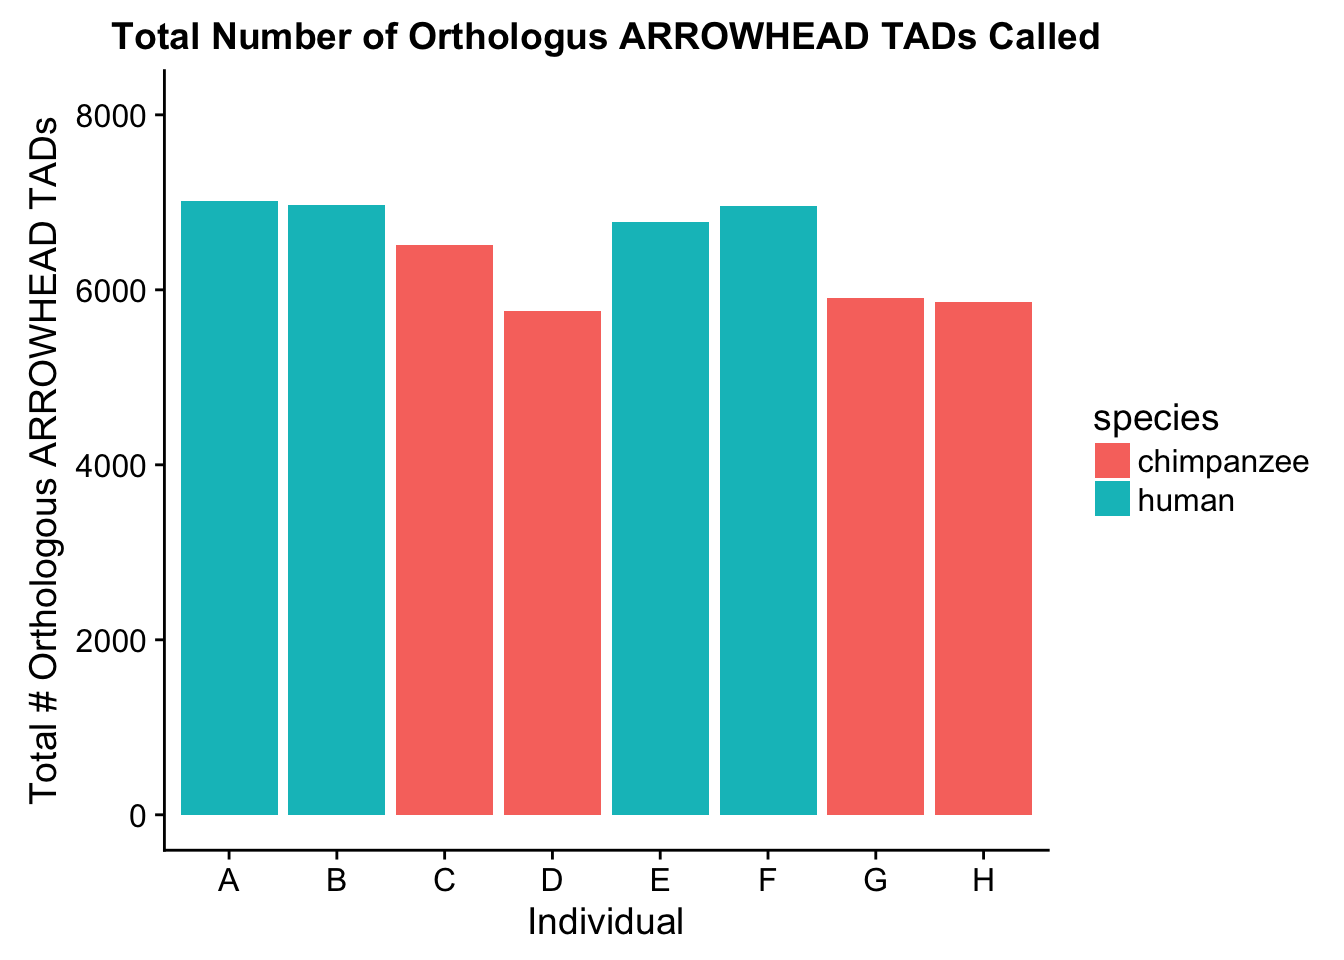 Total Number of Orthologus ARROWHEAD TADs Called
Total # Orthologous ARROWHEAD TADs
8000
6000
4000
2000
0
A B C D E F G H
Individual
species
chimpanzee
human